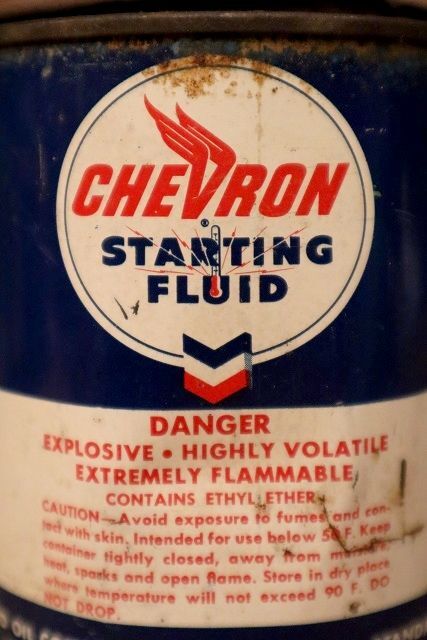 CHEVRON
®
STARTING
FLUID
DANGER
EXPLOSIVE • HIGHLY VOLATILE
EXTREMELY FLAMMABLE
CONTAINS ETHYL ETHER
CAUTION—Avoid exposure to fumes and con-
tact with skin. Intended for use below 50 F. Keep
container tightly closed, away from
heat, sparks and open flame. Store in dry place
where temperature will not exceed 90 F. DO
NOT DROP.
OIL